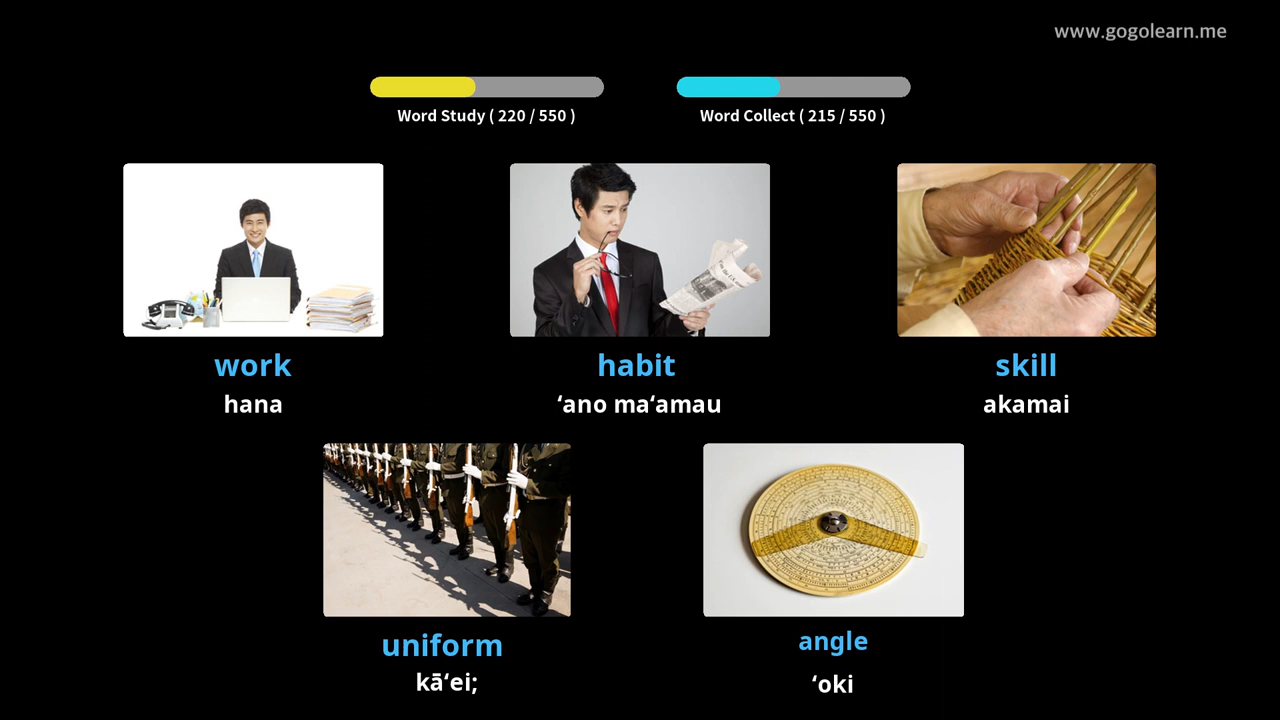 www.gogolearn.me
Word Study ( 220 / 550 )
Word Collect ( 215 / 550 )
work
hana
habit
ʻano maʻamau
skill
akamai
uniform
kāʻei;
angle
ʻoki